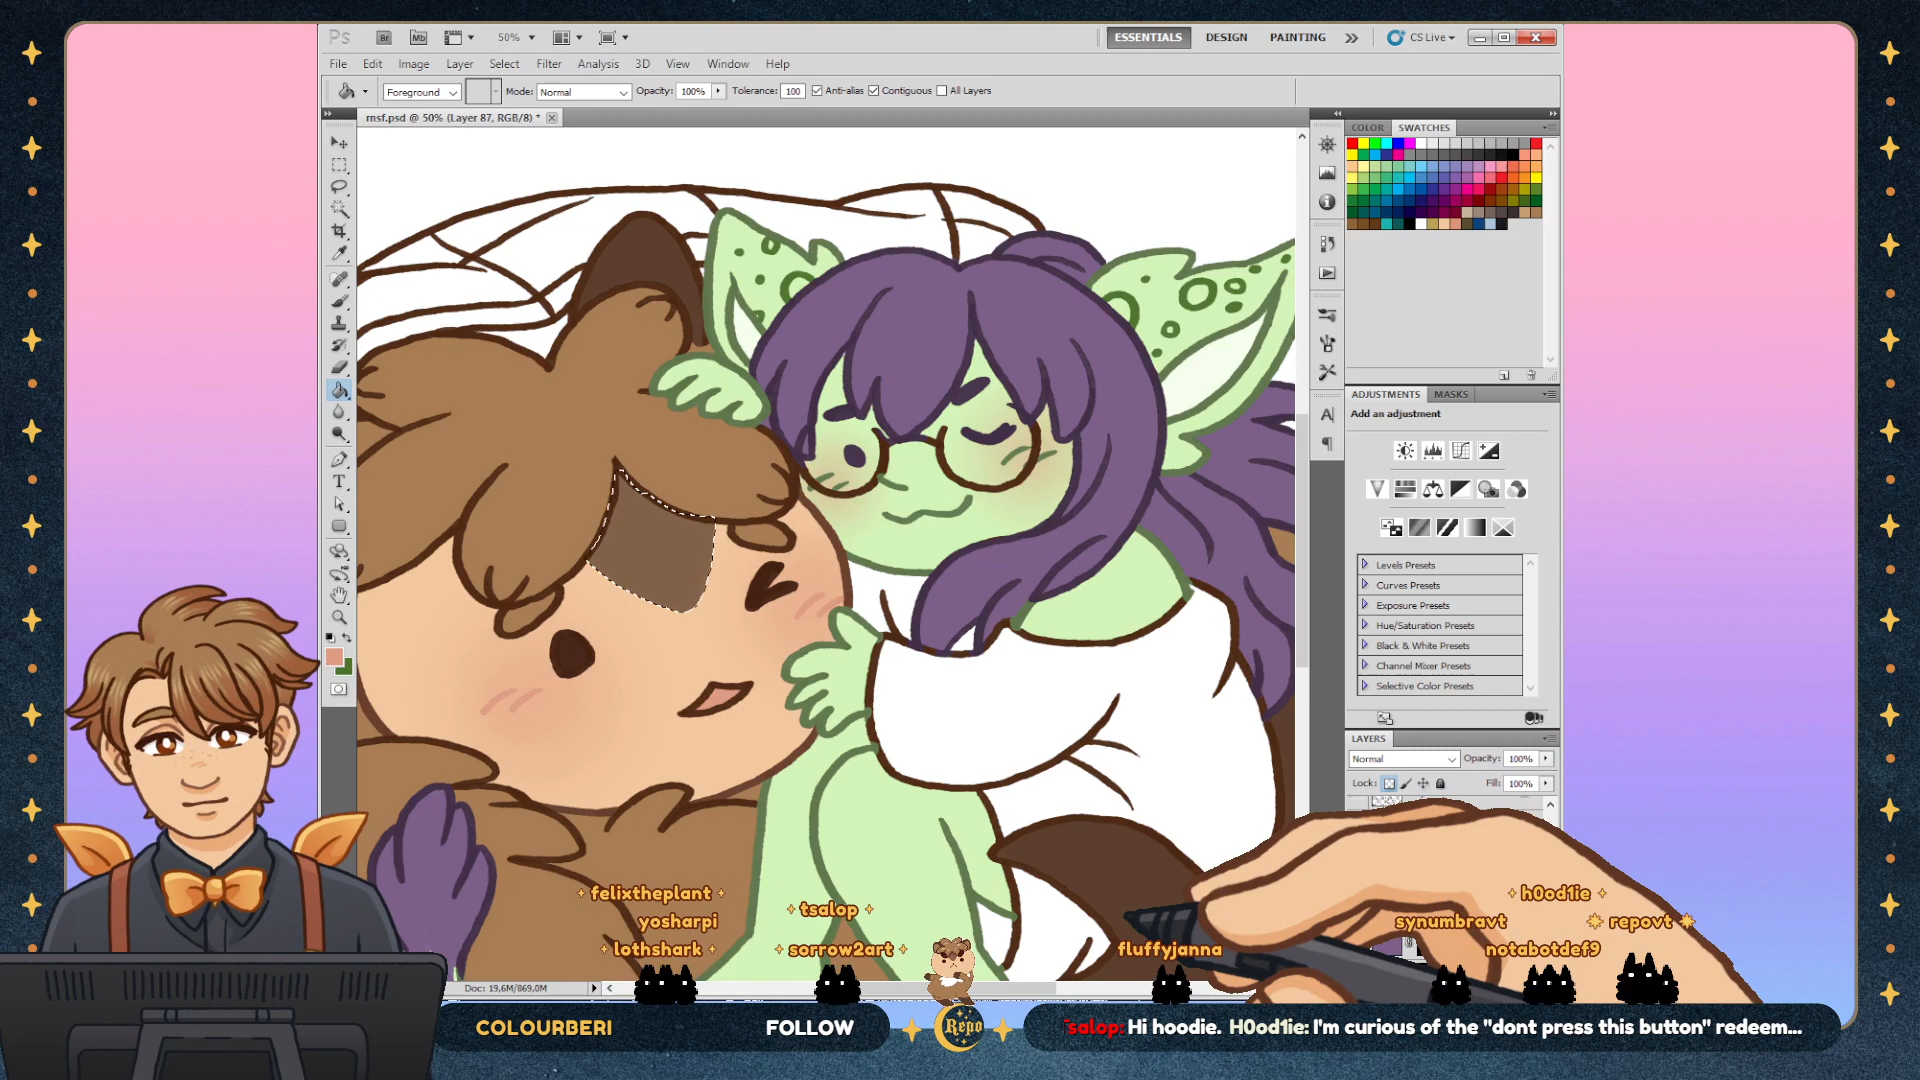 Ps Br Mb 50% ESSENTIALS DESIGN PAINTING CS Live
File Edit Image Layer Select Filter Analysis 3D View Window Help
Foreground Mode: Normal Opacity: 100% Tolerance: 100 Anti-alias Contiguous All Layers
rnsf.psd @ 50% (Layer 87, RGB/8) *
COLOR SWATCHES
ADJUSTMENTS MASKS
Add an adjustment
Levels Presets
Curves Presets
Exposure Presets
Hue/Saturation Presets
Black & White Presets
Channel Mixer Presets
Selective Color Presets
LAYERS
Normal Opacity: 100%
Lock: Fill: 100%
felixtheplant
yosharpi
lothshark
tsalop
sorrow2art
fluffyjanna
h0od1ie
synumbravt
repovt
notabotdef9
Doc: 19,6M/869,0M
COLOURBERI FOLLOW
Repo
Tsalop: Hi hoodie. H0od1ie: I'm curious of the "dont press this button" redeem...